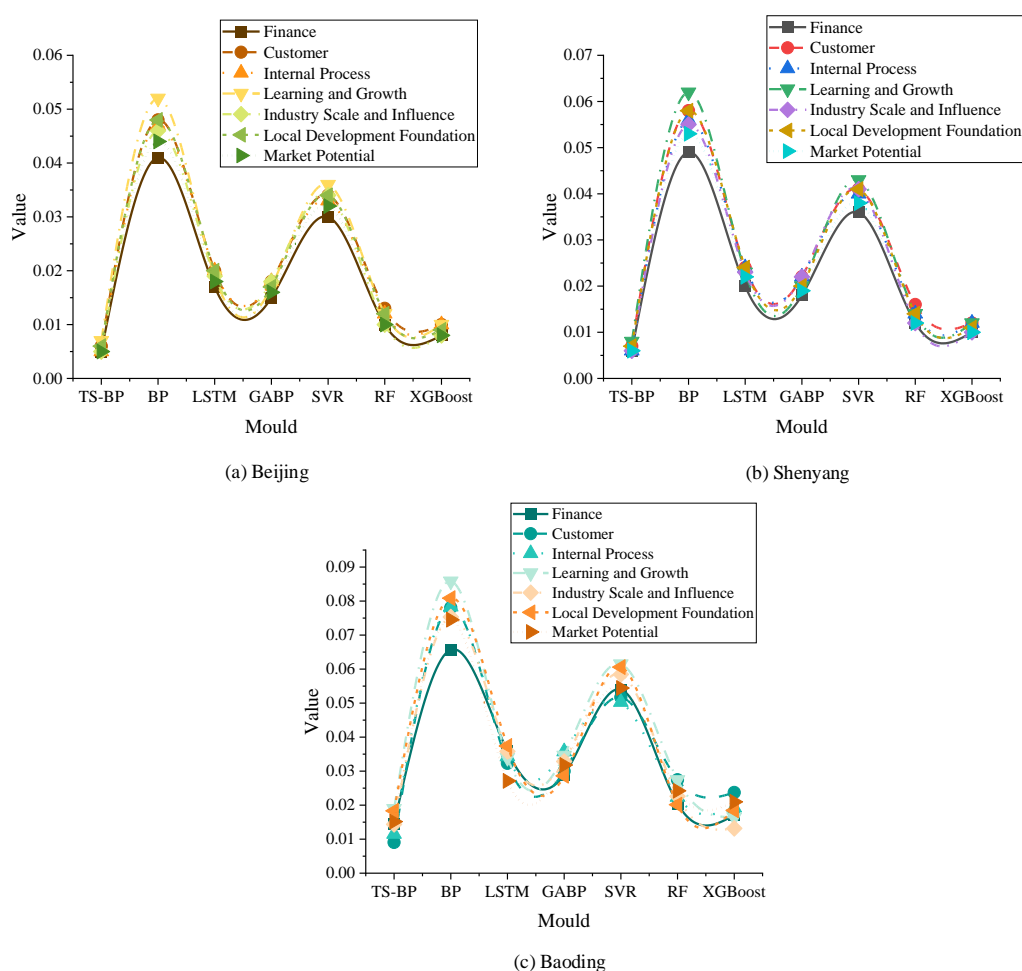 Finance
Customer
Internal Process
Learning and Growth
Industry Scale and Influence
Local Development Foundation
Market Potential
0.06
0.05
0.04
0.03
0.02
0.01
0.00
Value
TS-BP BP LSTM GABP SVR RF XGBoost
Mould
(a) Beijing
Finance
Customer
Internal Process
Learning and Growth
Industry Scale and Influence
Local Development Foundation
Market Potential
0.07
0.06
0.05
0.04
0.03
0.02
0.01
0.00
Value
TS-BP BP LSTM GABP SVR RF XGBoost
Mould
(b) Shenyang
Finance
Customer
Internal Process
Learning and Growth
Industry Scale and Influence
Local Development Foundation
Market Potential
0.09
0.08
0.07
0.06
0.05
0.04
0.03
0.02
0.01
0.00
Value
TS-BP BP LSTM GABP SVR RF XGBoost
Mould
(c) Baoding